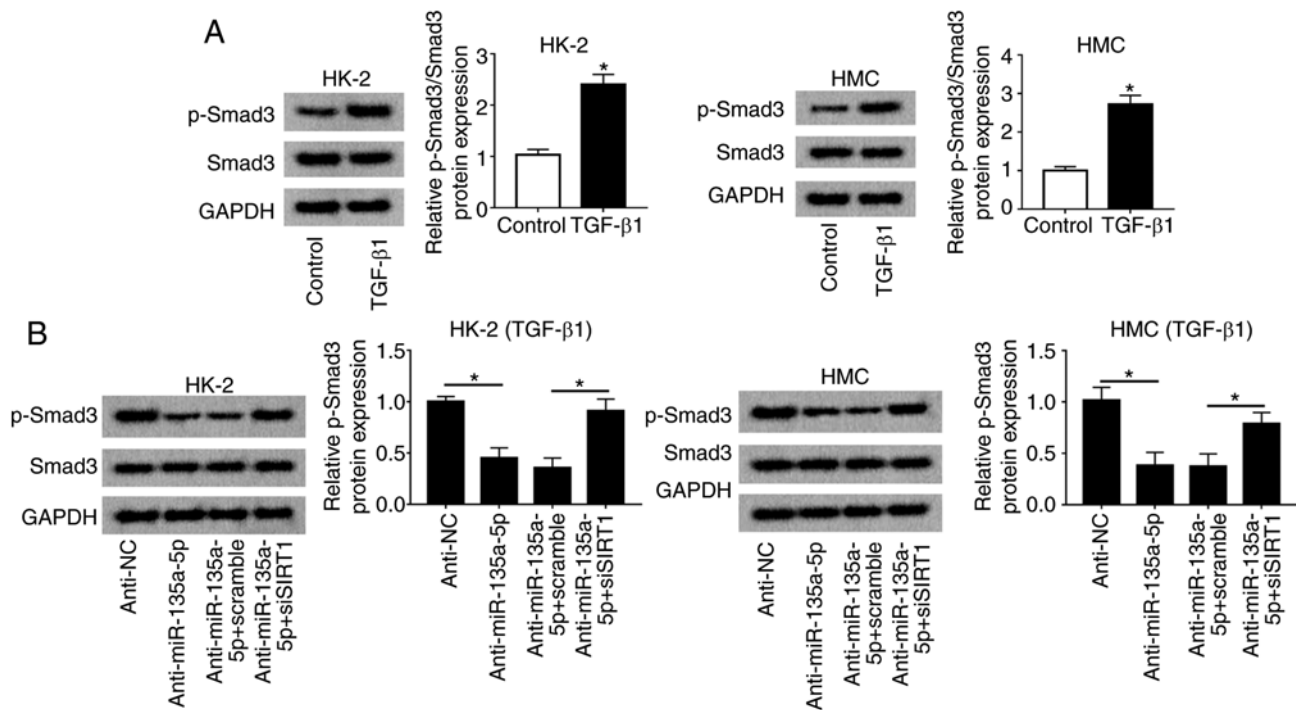 A
HK-2
p-Smad3
Smad3
GAPDH
Control
TGF-β1
HK-2
Relative p-Smad3/Smad3
protein expression
3
2
1
0
*
Control TGF-β1
HMC
p-Smad3
Smad3
GAPDH
Control
TGF-β1
HMC
Relative p-Smad3/Smad3
protein expression
4
3
2
1
0
*
Control TGF-β1
B
HK-2
p-Smad3
Smad3
GAPDH
Anti-NC
Anti-miR-135a-5p
Anti-miR-135a-
5p+scramble
Anti-miR-135a-
5p+siSIRT1
HK-2 (TGF-β1)
Relative p-Smad3
protein expression
1.5
1.0
0.5
0.0
*
*
Anti-NC
Anti-miR-135a-5p
Anti-miR-135a-
5p+scramble
Anti-miR-135a-
5p+siSIRT1
HMC
p-Smad3
Smad3
GAPDH
Anti-NC
Anti-miR-135a-5p
Anti-miR-135a-
5p+scramble
Anti-miR-135a-
5p+siSIRT1
HMC (TGF-β1)
Relative p-Smad3
protein expression
1.5
1.0
0.5
0.0
*
*
Anti-NC
Anti-miR-135a-5p
Anti-miR-135a-
5p+scramble
Anti-miR-135a-
5p+siSIRT1